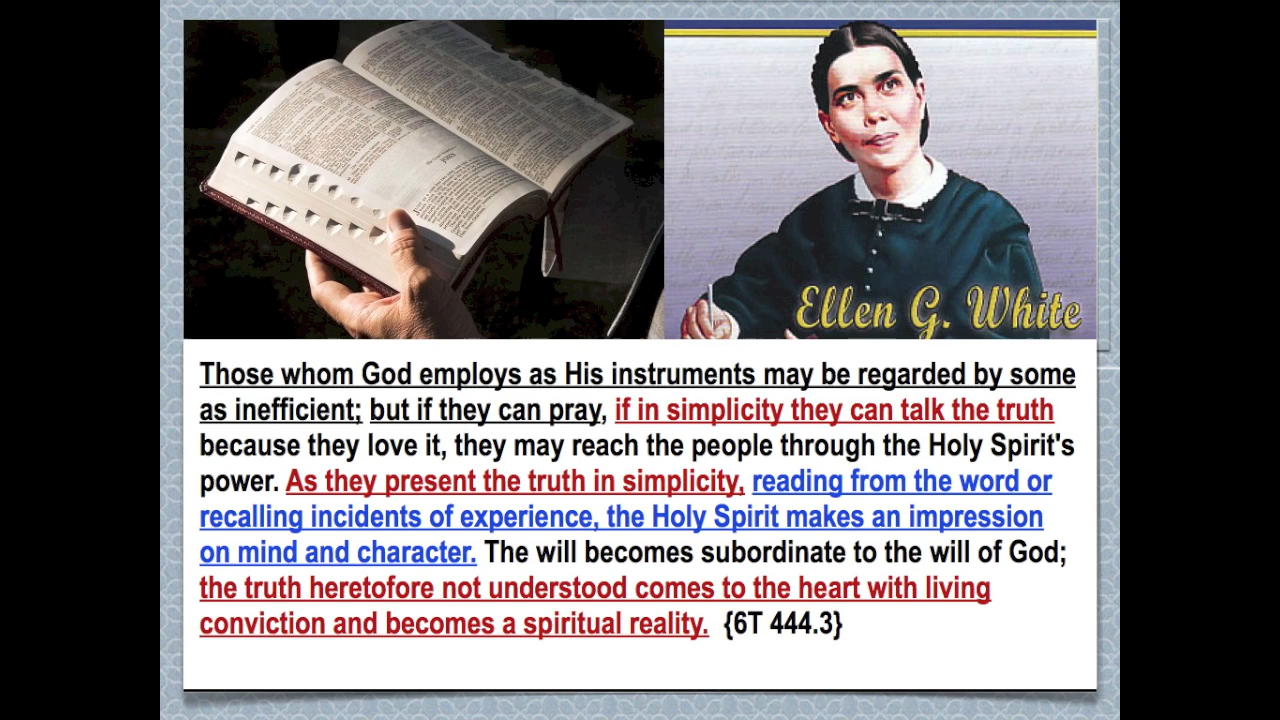 Ellen G. White
Those whom God employs as His instruments may be regarded by some
as inefficient; but if they can pray, if in simplicity they can talk the truth
because they love it, they may reach the people through the Holy Spirit's
power. As they present the truth in simplicity, reading from the word or
recalling incidents of experience, the Holy Spirit makes an impression
on mind and character. The will becomes subordinate to the will of God;
the truth heretofore not understood comes to the heart with living
conviction and becomes a spiritual reality. {6T 444.3}